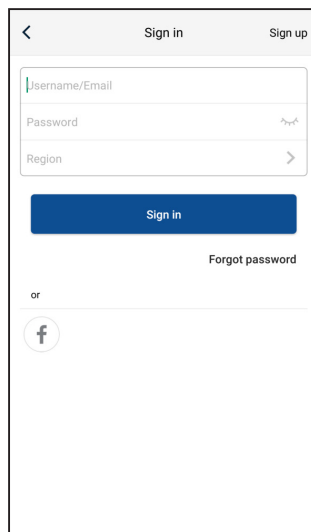 Sign in
Sign up
Username/Email
Password
Region
Sign in
Forgot password
or
f